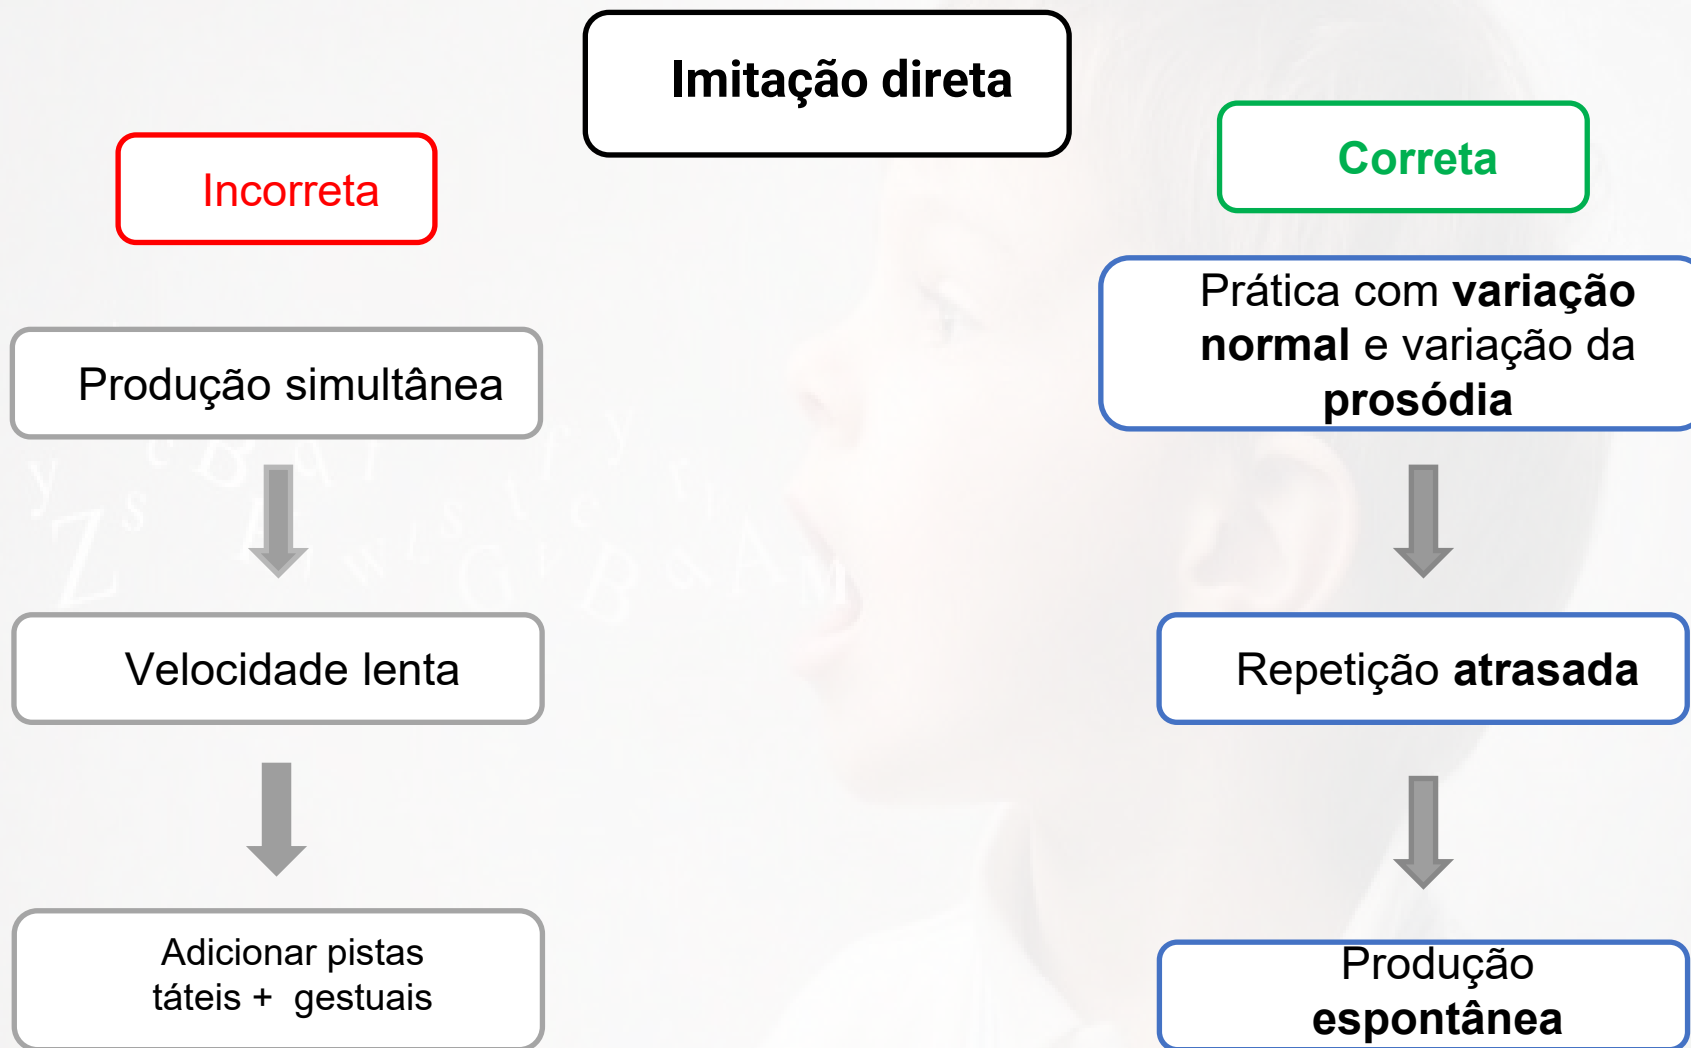 Imitação direta
Incorreta
Produção simultânea
Velocidade lenta
Adicionar pistas
táteis + gestuais
Correta
Prática com variação
normal e variação da
prosódia
Repetição atrasada
Produção
espontânea